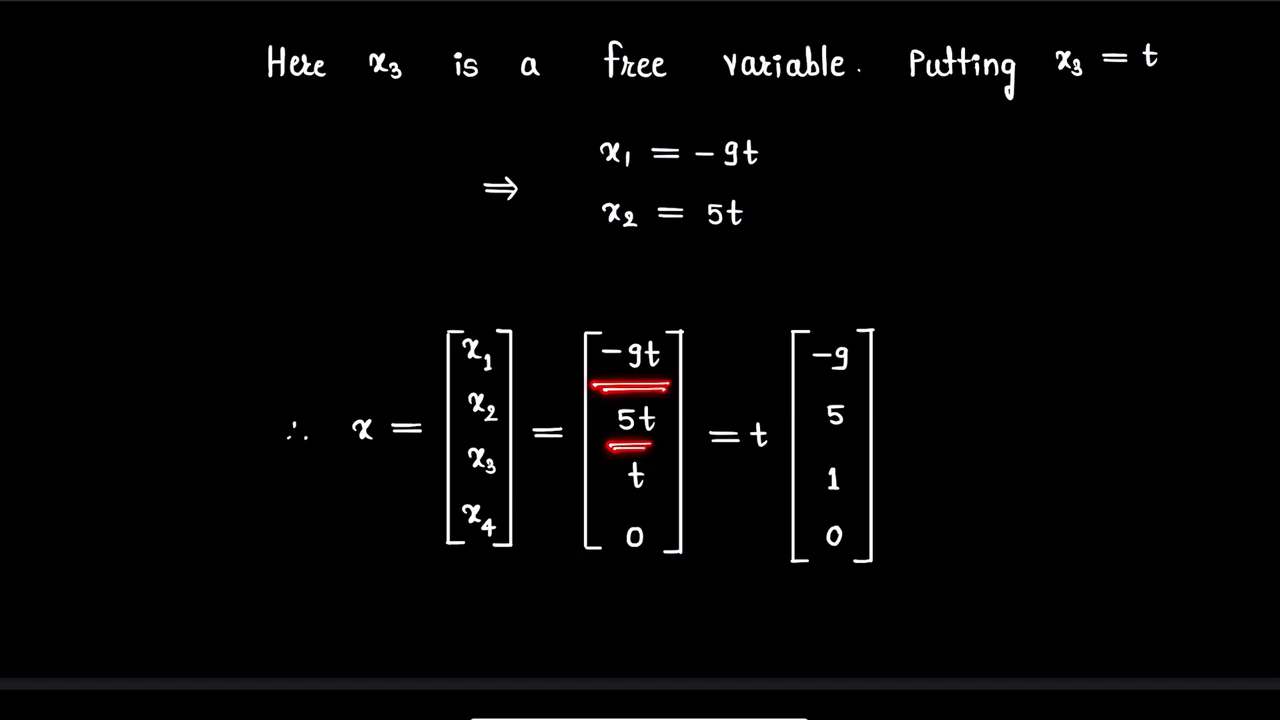 Here x₃ is a free variable. Putting x₃ = t
⇒ x₁ = -9t
x₂ = 5t
∴ x = [x₁ x₂ x₃ x₄] = [-9t 5t t 0] = t [-9 5 1 0]